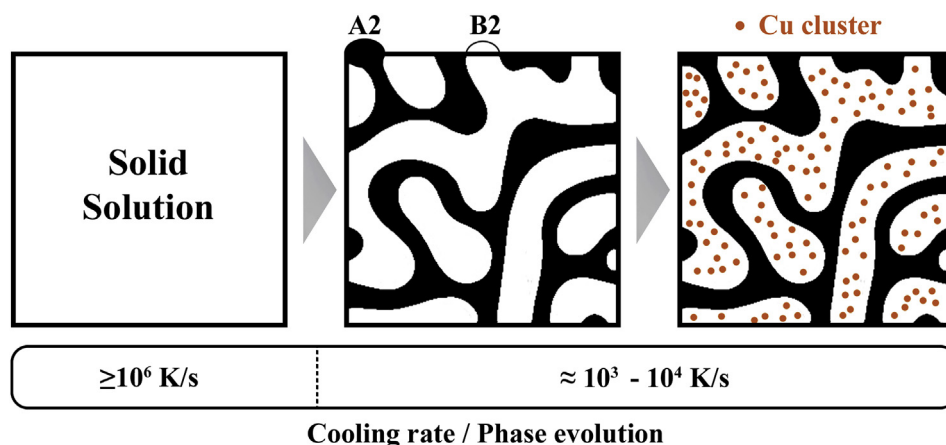 A2
B2
• Cu cluster
Solid
Solution
≥10⁶ K/s
≈ 10³ - 10⁴ K/s
Cooling rate / Phase evolution